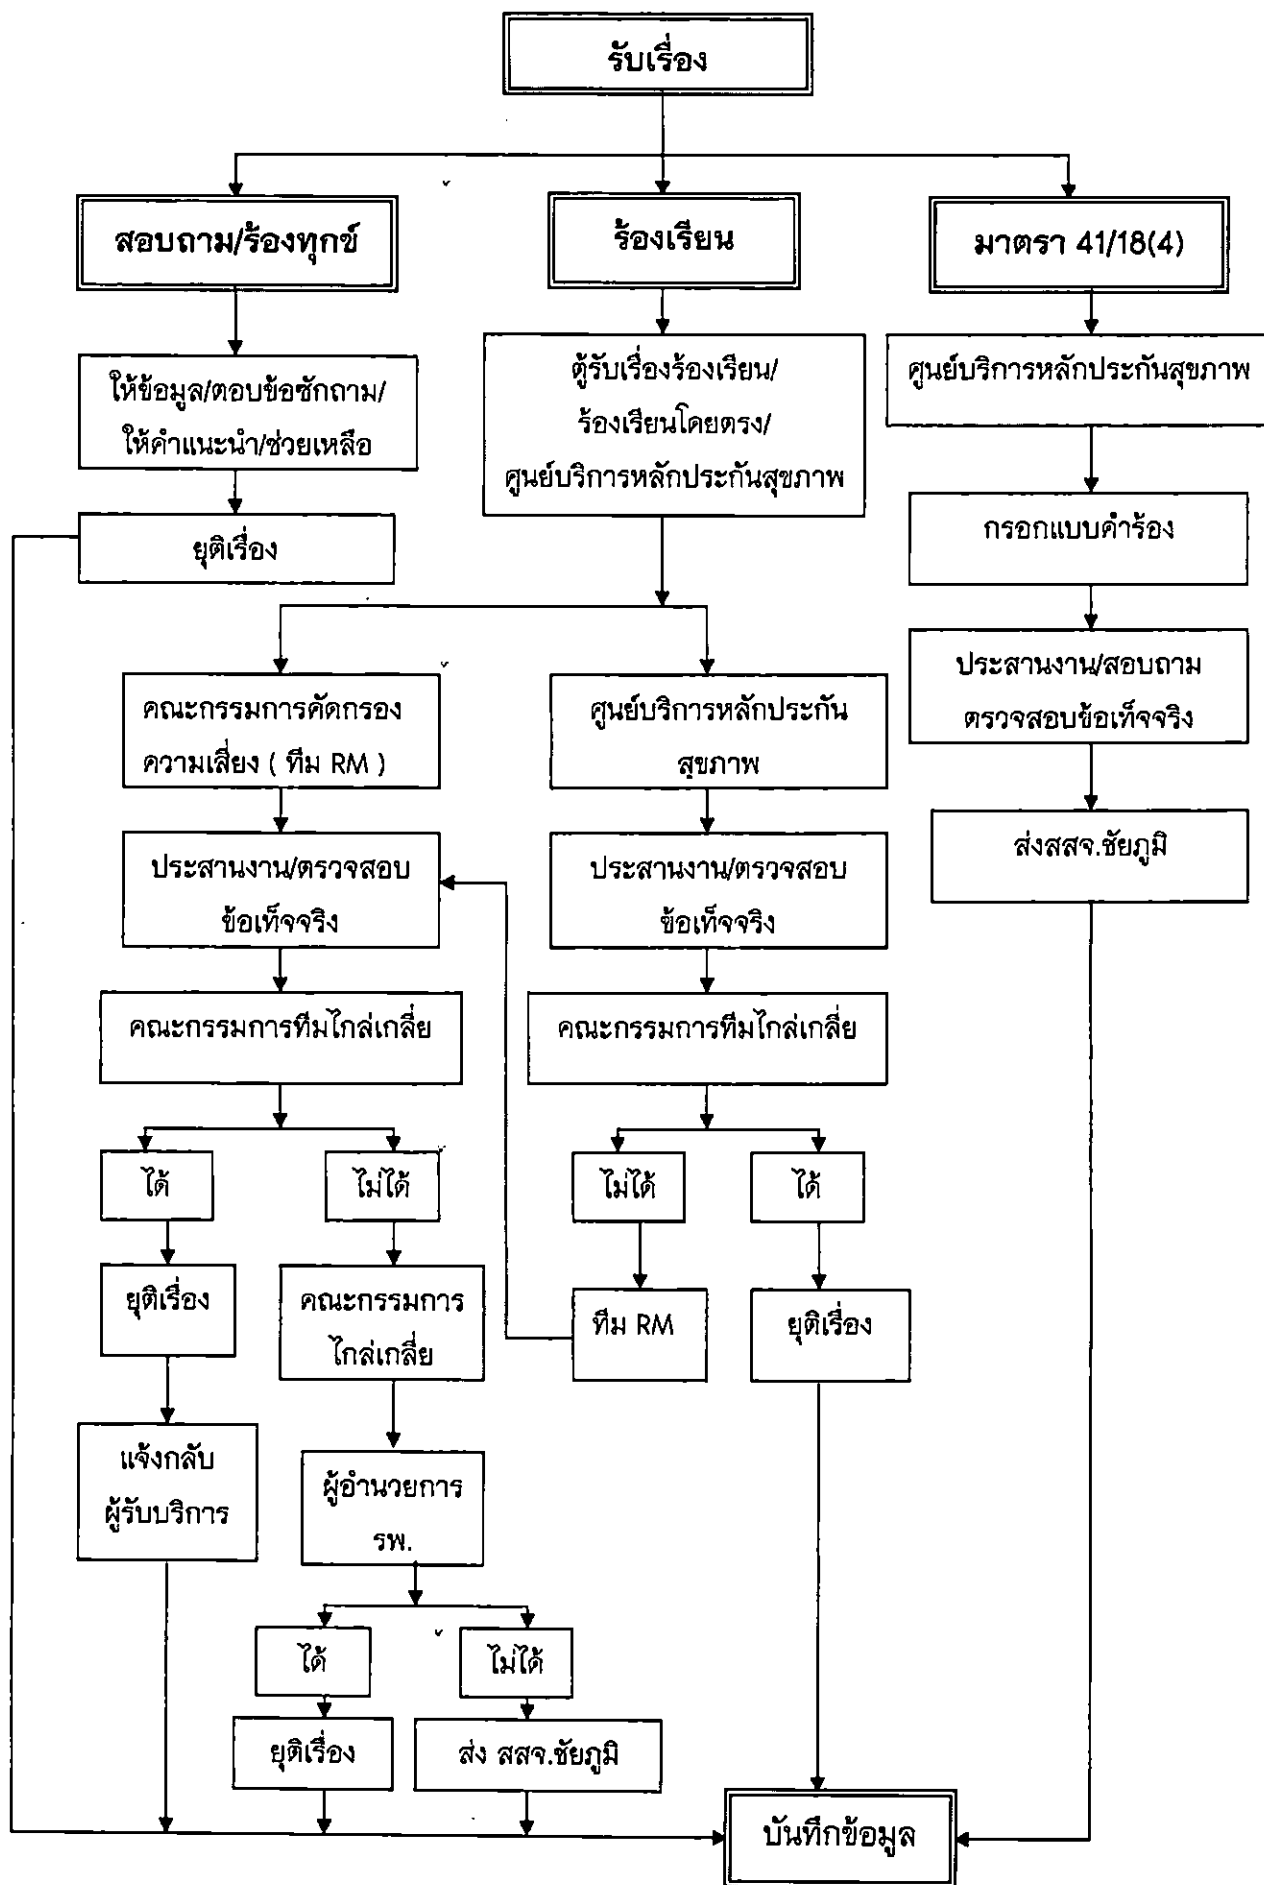 รับเรื่อง
สอบถาม/ร้องทุกข์
ร้องเรียน
มาตรา 41/18(4)
ให้ข้อมูล/ตอบข้อซักถาม/
ให้คำแนะนำ/ช่วยเหลือ
ยุติเรื่อง
ตู้รับเรื่องร้องเรียน/
ร้องเรียนโดยตรง/
ศูนย์บริการหลักประกันสุขภาพ
ศูนย์บริการหลักประกันสุขภาพ
กรอกแบบคำร้อง
ประสานงาน/สอบถาม
ตรวจสอบข้อเท็จจริง
ส่งสสจ.ชัยภูมิ
คณะกรรมการคัดกรอง
ความเสี่ยง ( ทีม RM )
ประสานงาน/ตรวจสอบ
ข้อเท็จจริง
คณะกรรมการทีมไกล่เกลี่ย
ได้
ไม่ได้
ยุติเรื่อง
คณะกรรมการ
ไกล่เกลี่ย
แจ้งกลับ
ผู้รับบริการ
ผู้อำนวยการ
รพ.
ได้
ไม่ได้
ยุติเรื่อง
ส่ง สสจ.ชัยภูมิ
ศูนย์บริการหลักประกัน
สุขภาพ
ประสานงาน/ตรวจสอบ
ข้อเท็จจริง
คณะกรรมการทีมไกล่เกลี่ย
ไม่ได้
ได้
ทีม RM
ยุติเรื่อง
บันทึกข้อมูล